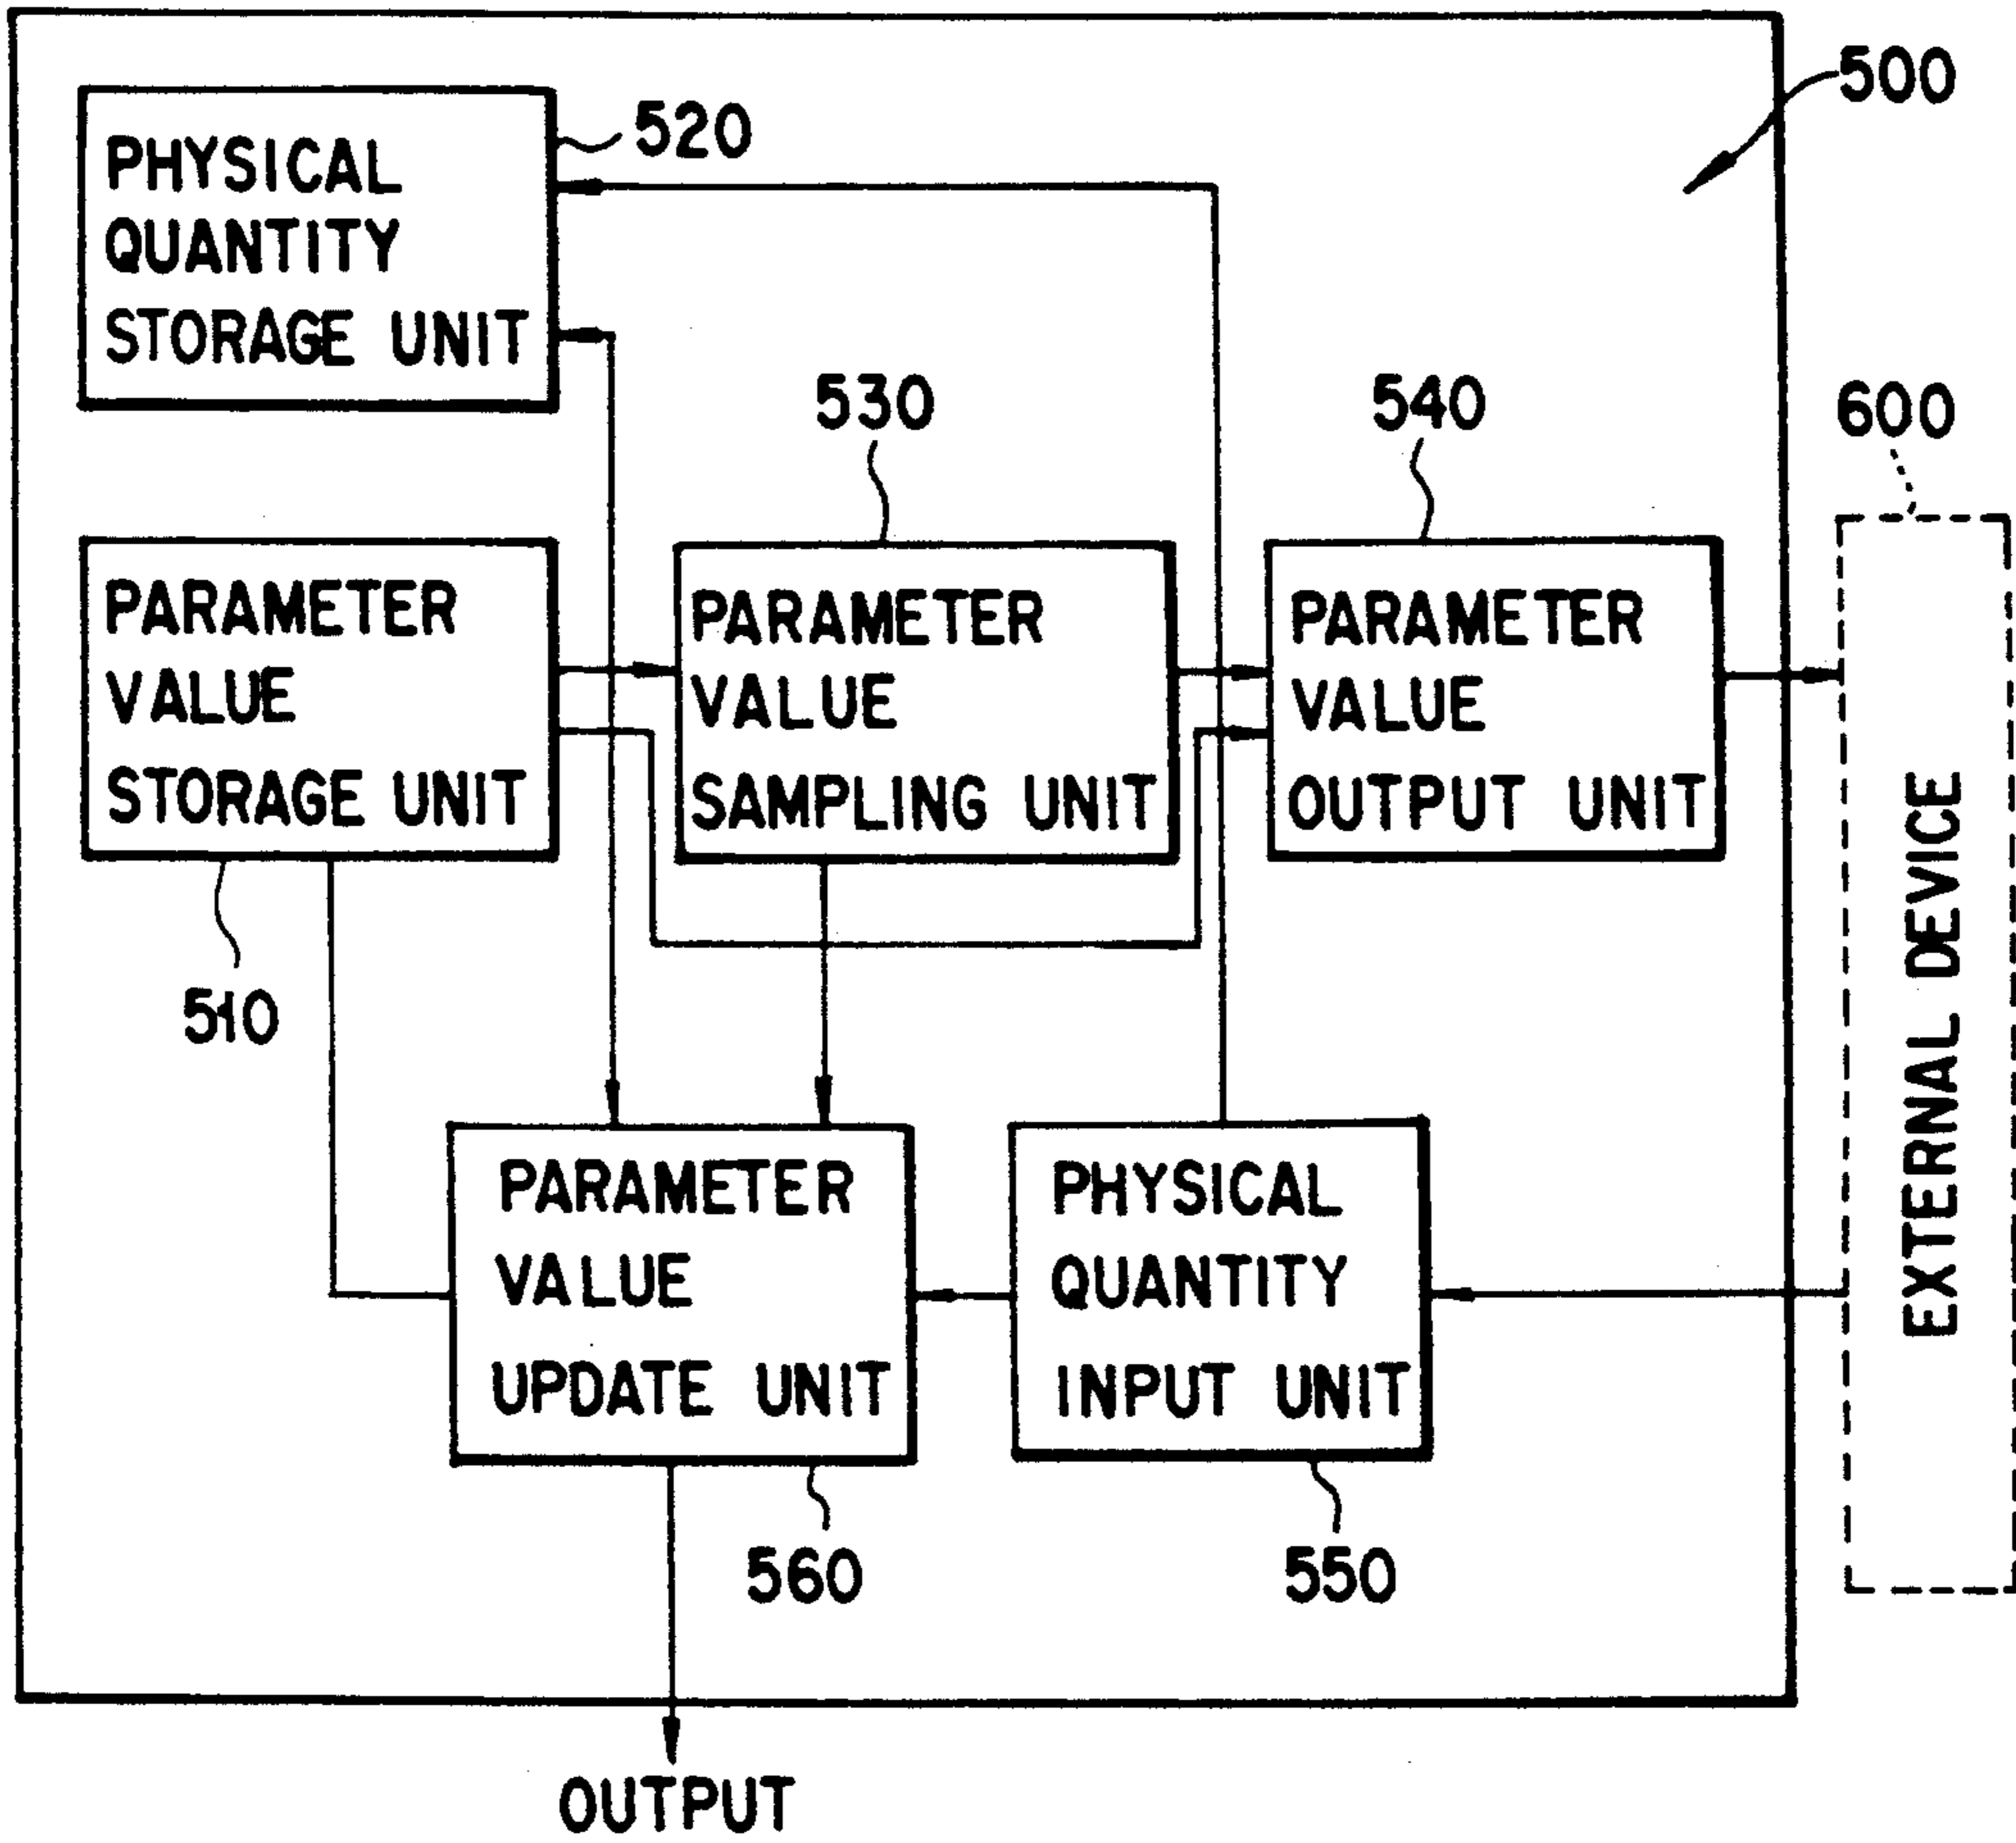 500
520
PHYSICAL
QUANTITY
STORAGE UNIT
530
540
600
PARAMETER
VALUE
STORAGE UNIT
PARAMETER
VALUE
SAMPLING UNIT
PARAMETER
VALUE
OUTPUT UNIT
EXTERNAL DEVICE
510
PARAMETER
VALUE
UPDATE UNIT
PHYSICAL
QUANTITY
INPUT UNIT
560
550
OUTPUT